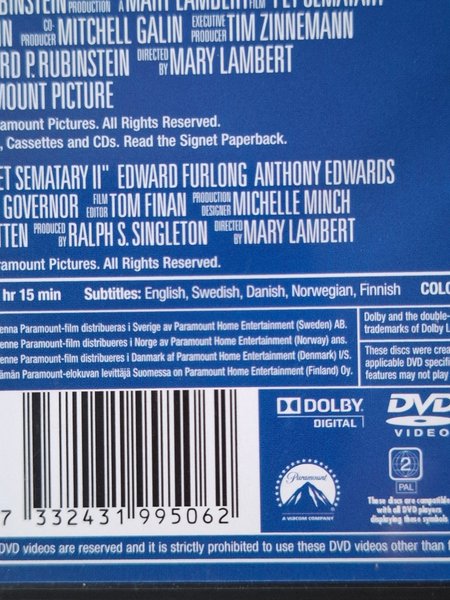 PRODUCTION A MARY LAMBERT FILM "PET SEMATARY"
CO-PRODUCER MITCHELL GALIN EXECUTIVE PRODUCER TIM ZINNEMANN
RD P. RUBINSTEIN DIRECTED BY MARY LAMBERT
MOUNT PICTURE
ramount Pictures. All Rights Reserved.
, Cassettes and CDs. Read the Signet Paperback.
ET SEMATARY II" EDWARD FURLONG ANTHONY EDWARDS
GOVERNOR FILM EDITOR TOM FINAN PRODUCTION DESIGNER MICHELLE MINCH
TTEN PRODUCED BY RALPH S. SINGLETON DIRECTED BY MARY LAMBERT
ramount Pictures. All Rights Reserved.
hr 15 min Subtitles: English, Swedish, Danish, Norwegian, Finnish COLO
enna Paramount-film distribueras i Sverige av Paramount Home Entertainment (Sweden) AB.
enne Paramount-film distribueres i Norge av Paramount Home Entertainment (Norway) ans.
enne Paramount-film distribueres i Danmark af Paramount Home Entertainment (Denmark) I/S.
ämän Paramount-elokuvan levittäjä Suomessa on Paramount Home Entertainment (Finland) Oy.
Dolby and the double-
trademarks of Dolby L
These discs were crea
applicable DVD specifi
features may not play
7 332431 995062
DOLBY
DIGITAL
DVD
VIDEO
Paramount
A VIACOM COMPANY
2
PAL
These discs are compatible
with all DVD players
displaying these symbols
DVD videos are reserved and it is strictly prohibited to use these DVD videos other than f